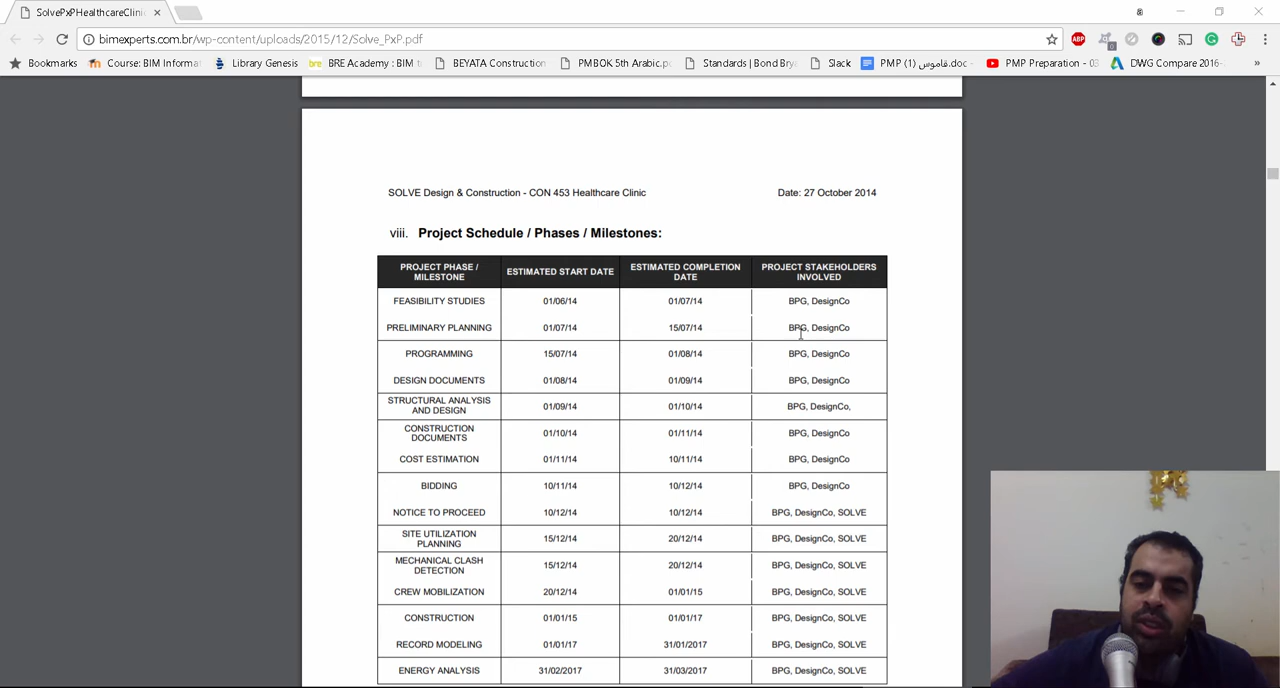 SolvePxPHealthcareClinic
bimexperts.com.br/wp-content/uploads/2015/12/Solve_PxP.pdf
ABP
0
Bookmarks
Course: BIM Informat
Library Genesis
bre BRE Academy : BIM -
BEYATA Construction
PMBOK 5th Arabic.p
Standards | Bond Bry
Slack
PMP (1) قاموس.doc
PMP Preparation - 03
DWG Compare 2016-
»
SOLVE Design & Construction - CON 453 Healthcare Clinic
Date: 27 October 2014
viii. Project Schedule / Phases / Milestones:
PROJECT PHASE /
MILESTONE
ESTIMATED START DATE
ESTIMATED COMPLETION
DATE
PROJECT STAKEHOLDERS
INVOLVED
FEASIBILITY STUDIES 01/06/14 01/07/14 BPG, DesignCo
PRELIMINARY PLANNING 01/07/14 15/07/14 BPG, DesignCo
PROGRAMMING 15/07/14 01/08/14 BPG, DesignCo
DESIGN DOCUMENTS 01/08/14 01/09/14 BPG, DesignCo
STRUCTURAL ANALYSIS
AND DESIGN
01/09/14 01/10/14 BPG, DesignCo,
CONSTRUCTION
DOCUMENTS
01/10/14 01/11/14 BPG, DesignCo
COST ESTIMATION 01/11/14 10/11/14 BPG, DesignCo
BIDDING 10/11/14 10/12/14 BPG, DesignCo
NOTICE TO PROCEED 10/12/14 10/12/14 BPG, DesignCo, SOLVE
SITE UTILIZATION
PLANNING
15/12/14 20/12/14 BPG, DesignCo, SOLVE
MECHANICAL CLASH
DETECTION
15/12/14 20/12/14 BPG, DesignCo, SOLVE
CREW MOBILIZATION 20/12/14 01/01/15 BPG, DesignCo, SOLVE
CONSTRUCTION 01/01/15 01/01/17 BPG, DesignCo, SOLVE
RECORD MODELING 01/01/17 31/01/2017 BPG, DesignCo, SOLVE
ENERGY ANALYSIS 31/02/2017 31/03/2017 BPG, DesignCo, SOLVE